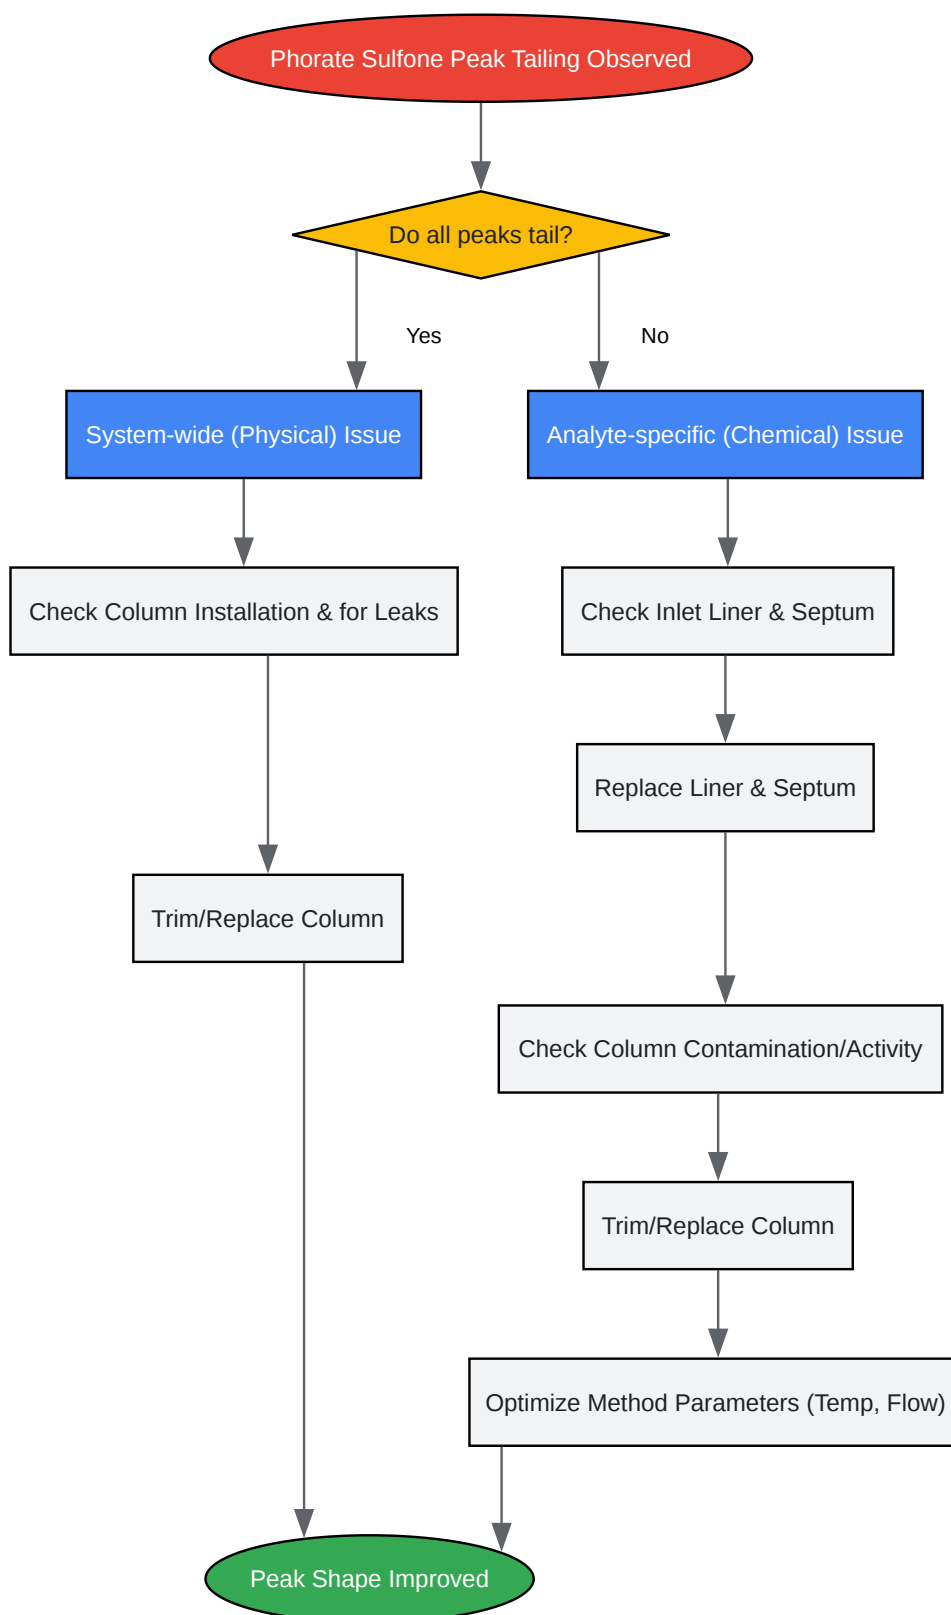 Phorate Sulfone Peak Tailing Observed
Do all peaks tail?
Yes
No
System-wide (Physical) Issue
Analyte-specific (Chemical) Issue
Check Column Installation & for Leaks
Check Inlet Liner & Septum
Replace Liner & Septum
Trim/Replace Column
Check Column Contamination/Activity
Trim/Replace Column
Optimize Method Parameters (Temp, Flow)
Peak Shape Improved